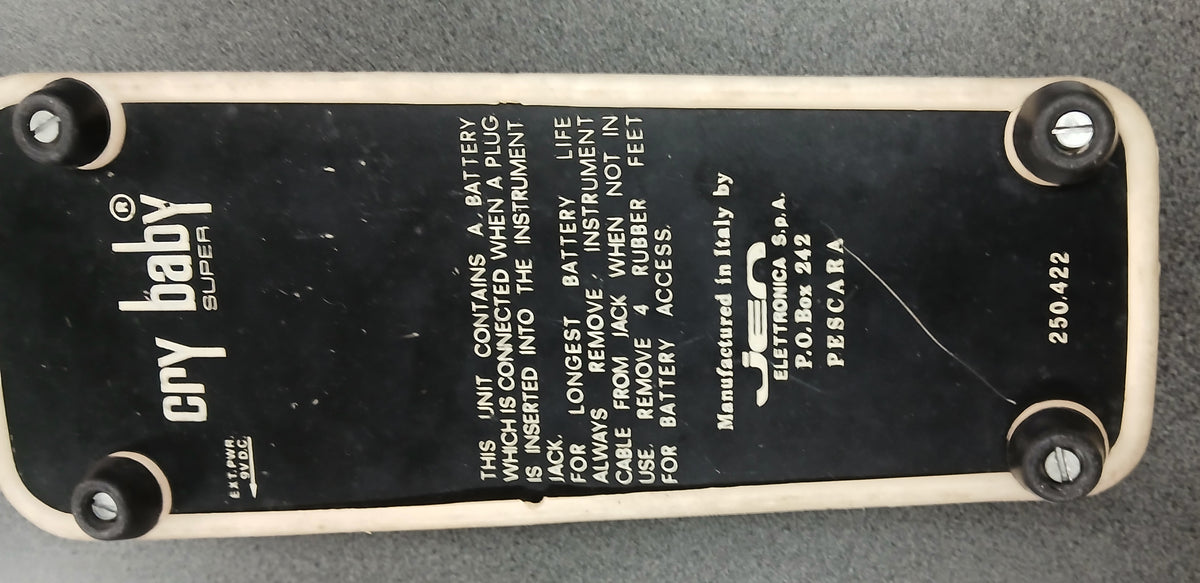 cry baby®
SUPER
EXT. PWR.
9V D.C.
THIS UNIT CONTAINS A BATTERY
WHICH IS CONNECTED WHEN A PLUG
IS INSERTED INTO THE INSTRUMENT
JACK.
FOR LONGEST BATTERY LIFE
ALWAYS REMOVE INSTRUMENT
CABLE FROM JACK WHEN NOT IN
USE. REMOVE 4 RUBBER FEET
FOR BATTERY ACCESS.
Manufactured in Italy by
JEN
ELETTRONICA S.p.A.
P.O. Box 242
PESCARA
250.422